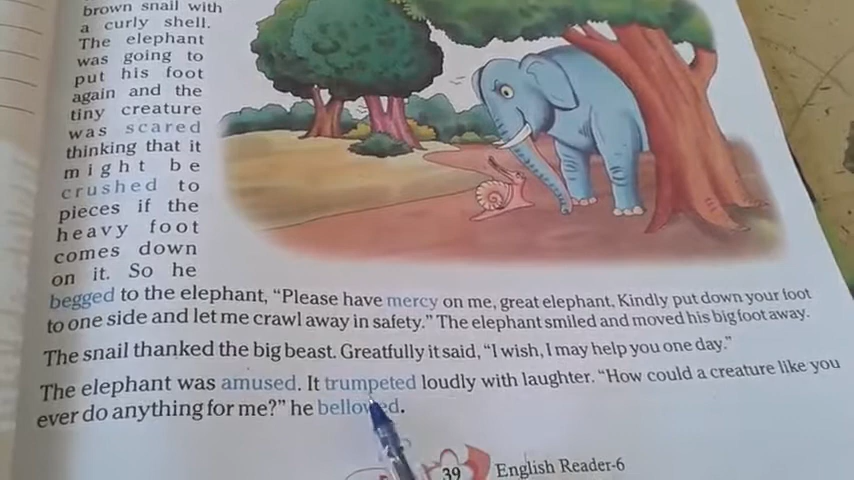 brown snail with
a curly shell.
The elephant
was going to
put his foot
again and the
tiny creature
was scared
thinking that it
might be
crushed to
pieces if the
heavy foot
comes down
on it. So he
begged to the elephant, “Please have mercy on me, great elephant, Kindly put down your foot
to one side and let me crawl away in safety.” The elephant smiled and moved his big foot away.
The snail thanked the big beast. Greatfully it said, “I wish, I may help you one day.”
The elephant was amused. It trumpeted loudly with laughter. “How could a creature like you
ever do anything for me?” he bellowed.
39 English Reader-6